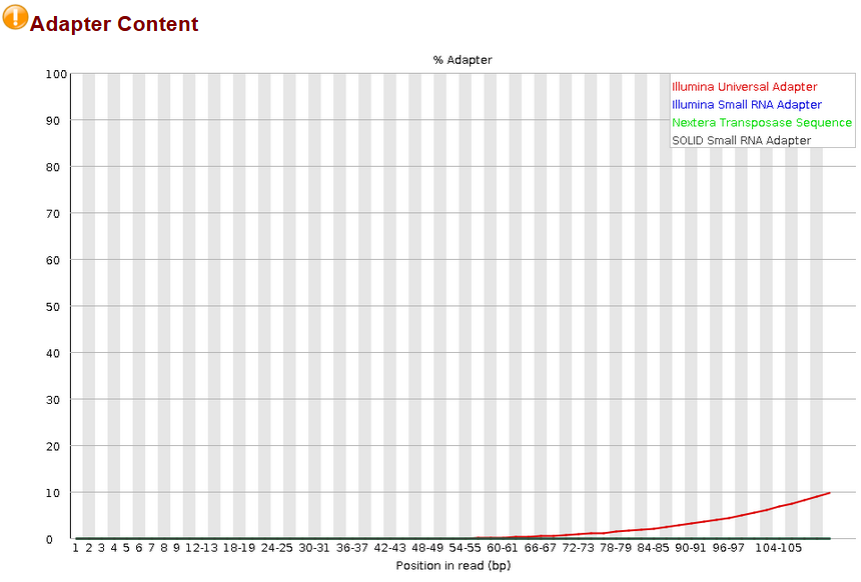 Adapter Content
% Adapter
Illumina Universal Adapter
Illumina Small RNA Adapter
Nextera Transposase Sequence
SOLID Small RNA Adapter
100
90
80
70
60
50
40
30
20
10
0
1 2 3 4 5 6 7 8 9 12-13 18-19 24-25 30-31 36-37 42-43 48-49 54-55 60-61 66-67 72-73 78-79 84-85 90-91 96-97 104-105
Position in read (bp)